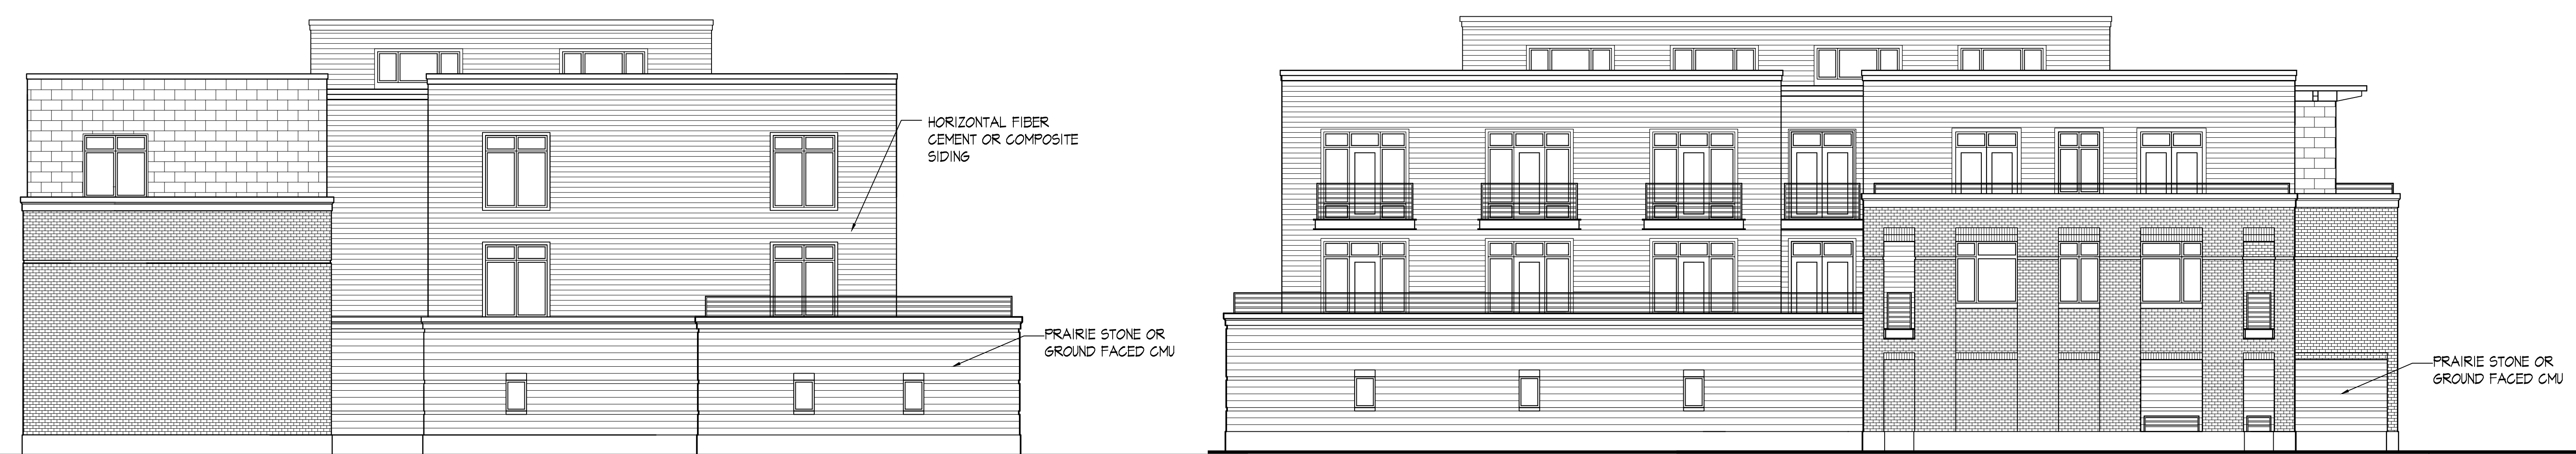 HORIZONTAL FIBER
CEMENT OR COMPOSITE
SIDING
PRAIRIE STONE OR
GROUND FACED CMU
PRAIRIE STONE OR
GROUND FACED CMU